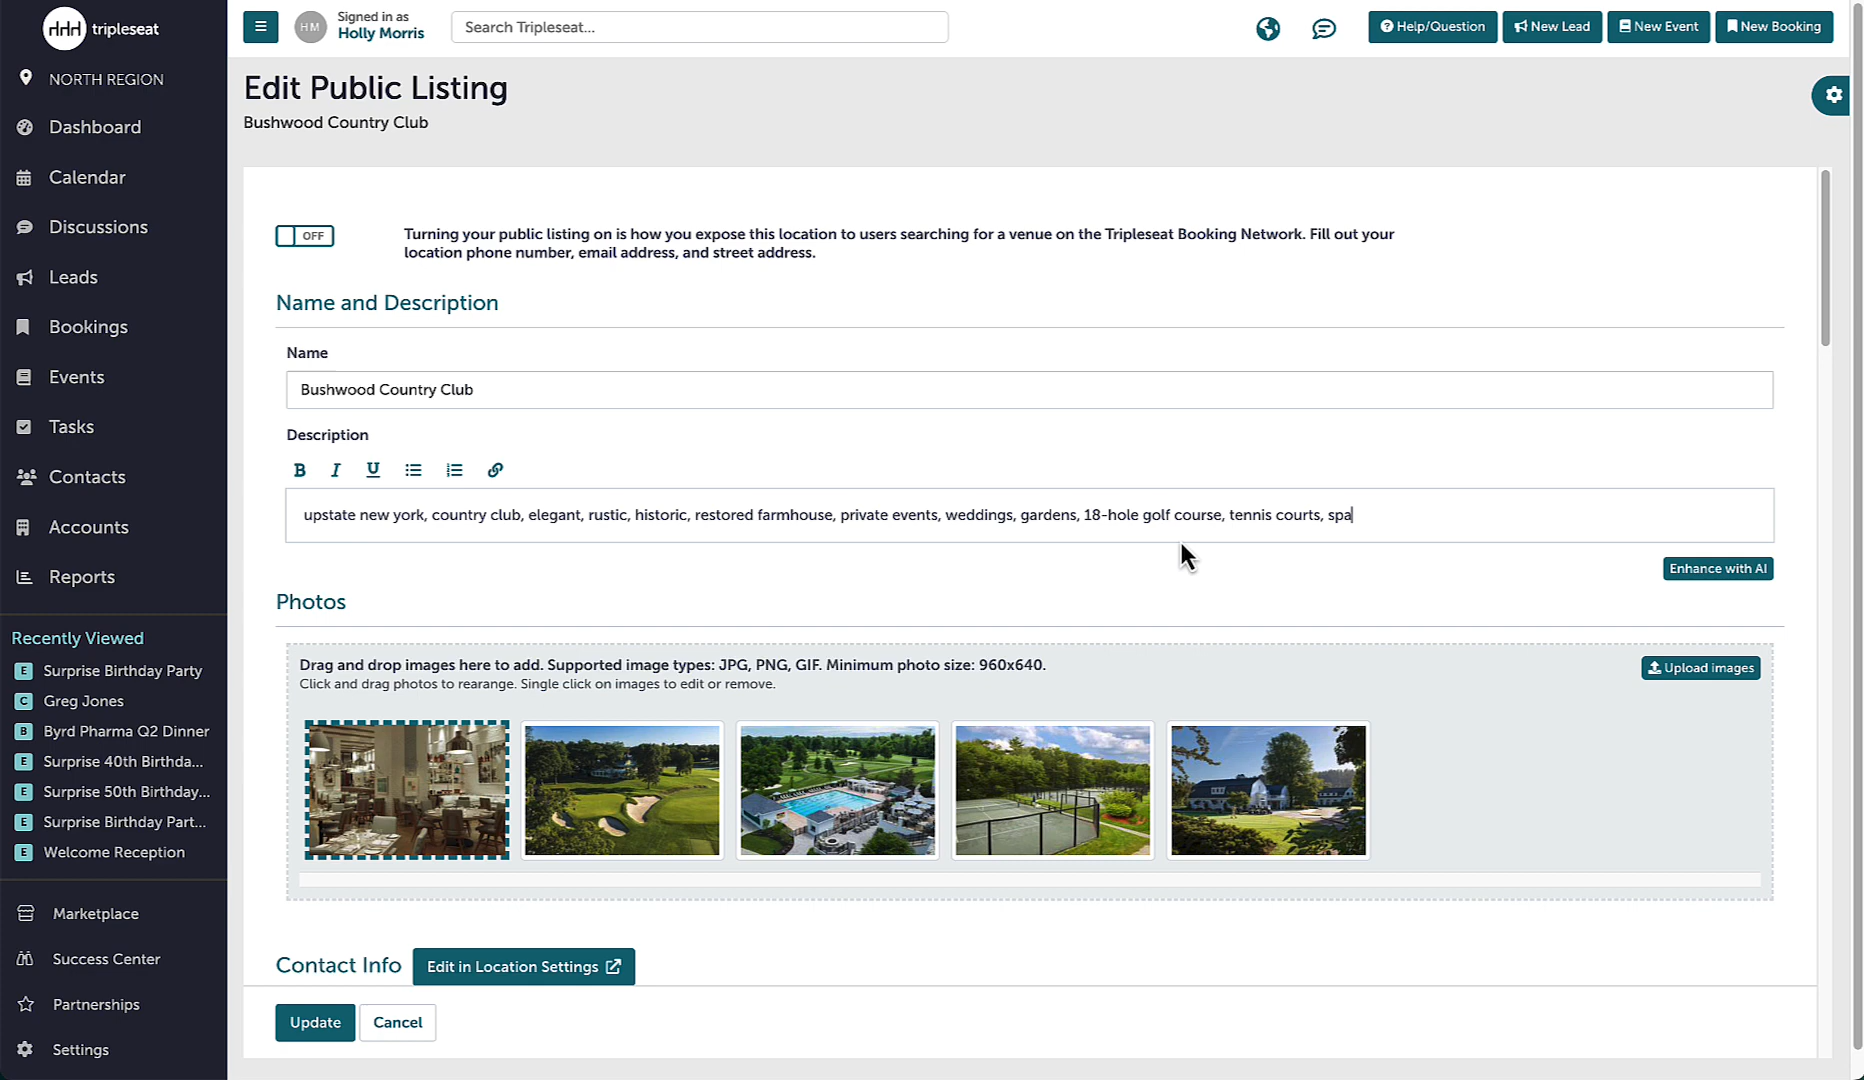 tripleseat
NORTH REGION
Dashboard
Calendar
Discussions
Leads
Bookings
Events
Tasks
Contacts
Accounts
Reports
Recently Viewed
E Surprise Birthday Party
C Greg Jones
B Byrd Pharma Q2 Dinner
E Surprise 40th Birthda...
E Surprise 50th Birthday...
E Surprise Birthday Part...
E Welcome Reception
Marketplace
Success Center
Partnerships
Settings
HM
Signed in as
Holly Morris
Search Tripleseat...
Help/Question
New Lead
New Event
New Booking
Edit Public Listing
Bushwood Country Club
OFF
Turning your public listing on is how you expose this location to users searching for a venue on the Tripleseat Booking Network. Fill out your
location phone number, email address, and street address.
Name and Description
Name
Bushwood Country Club
Description
B I U
upstate new york, country club, elegant, rustic, historic, restored farmhouse, private events, weddings, gardens, 18-hole golf course, tennis courts, spa
Enhance with AI
Photos
Drag and drop images here to add. Supported image types: JPG, PNG, GIF. Minimum photo size: 960x640.
Click and drag photos to rearrange. Single click on images to edit or remove.
Upload images
Contact Info
Edit in Location Settings
Update
Cancel